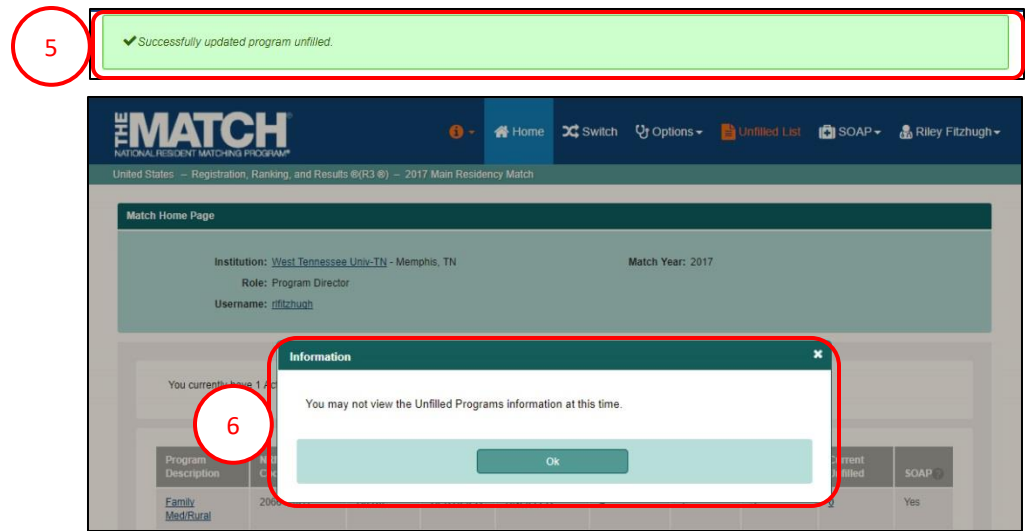 5
Successfully updated program unfilled.
THE MATCH®
NATIONAL RESIDENT MATCHING PROGRAM®
Home Switch Options Unfilled List SOAP Riley Fitzhugh
United States – Registration, Ranking, and Results ®(R3 ®) – 2017 Main Residency Match
Match Home Page
Institution: West Tennessee Univ-TN - Memphis, TN Match Year: 2017
Role: Program Director
Username: rlfitzhugh
Information
You currently have 1
You may not view the Unfilled Programs information at this time.
6
Ok
Program Current
Description Unfilled SOAP
Family 0 Yes
Med/Rural